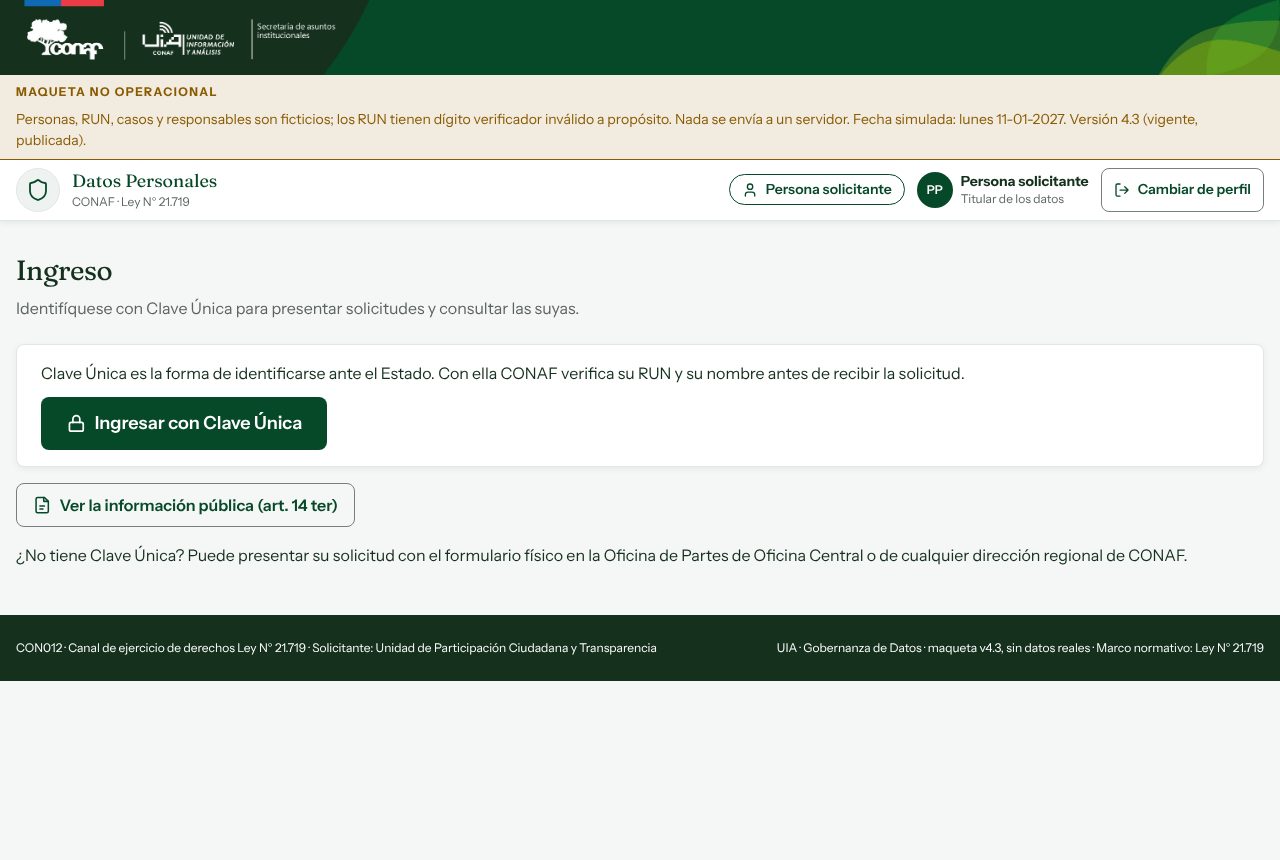 conaf
UiA
CONAF
UNIDAD DE
INFORMACIÓN
Y ANÁLISIS
Secretaría de asuntos
institucionales
MAQUETA NO OPERACIONAL
Personas, RUN, casos y responsables son ficticios; los RUN tienen dígito verificador inválido a propósito. Nada se envía a un servidor. Fecha simulada: lunes 11-01-2027. Versión 4.3 (vigente,
publicada).
Datos Personales
CONAF · Ley N° 21.719
Persona solicitante
PP
Persona solicitante
Titular de los datos
Cambiar de perfil
Ingreso
Identifíquese con Clave Única para presentar solicitudes y consultar las suyas.
Clave Única es la forma de identificarse ante el Estado. Con ella CONAF verifica su RUN y su nombre antes de recibir la solicitud.
Ingresar con Clave Única
Ver la información pública (art. 14 ter)
¿No tiene Clave Única? Puede presentar su solicitud con el formulario físico en la Oficina de Partes de Oficina Central o de cualquier dirección regional de CONAF.
CON012 · Canal de ejercicio de derechos Ley N° 21.719 · Solicitante: Unidad de Participación Ciudadana y Transparencia
UIA · Gobernanza de Datos · maqueta v4.3, sin datos reales · Marco normativo: Ley N° 21.719